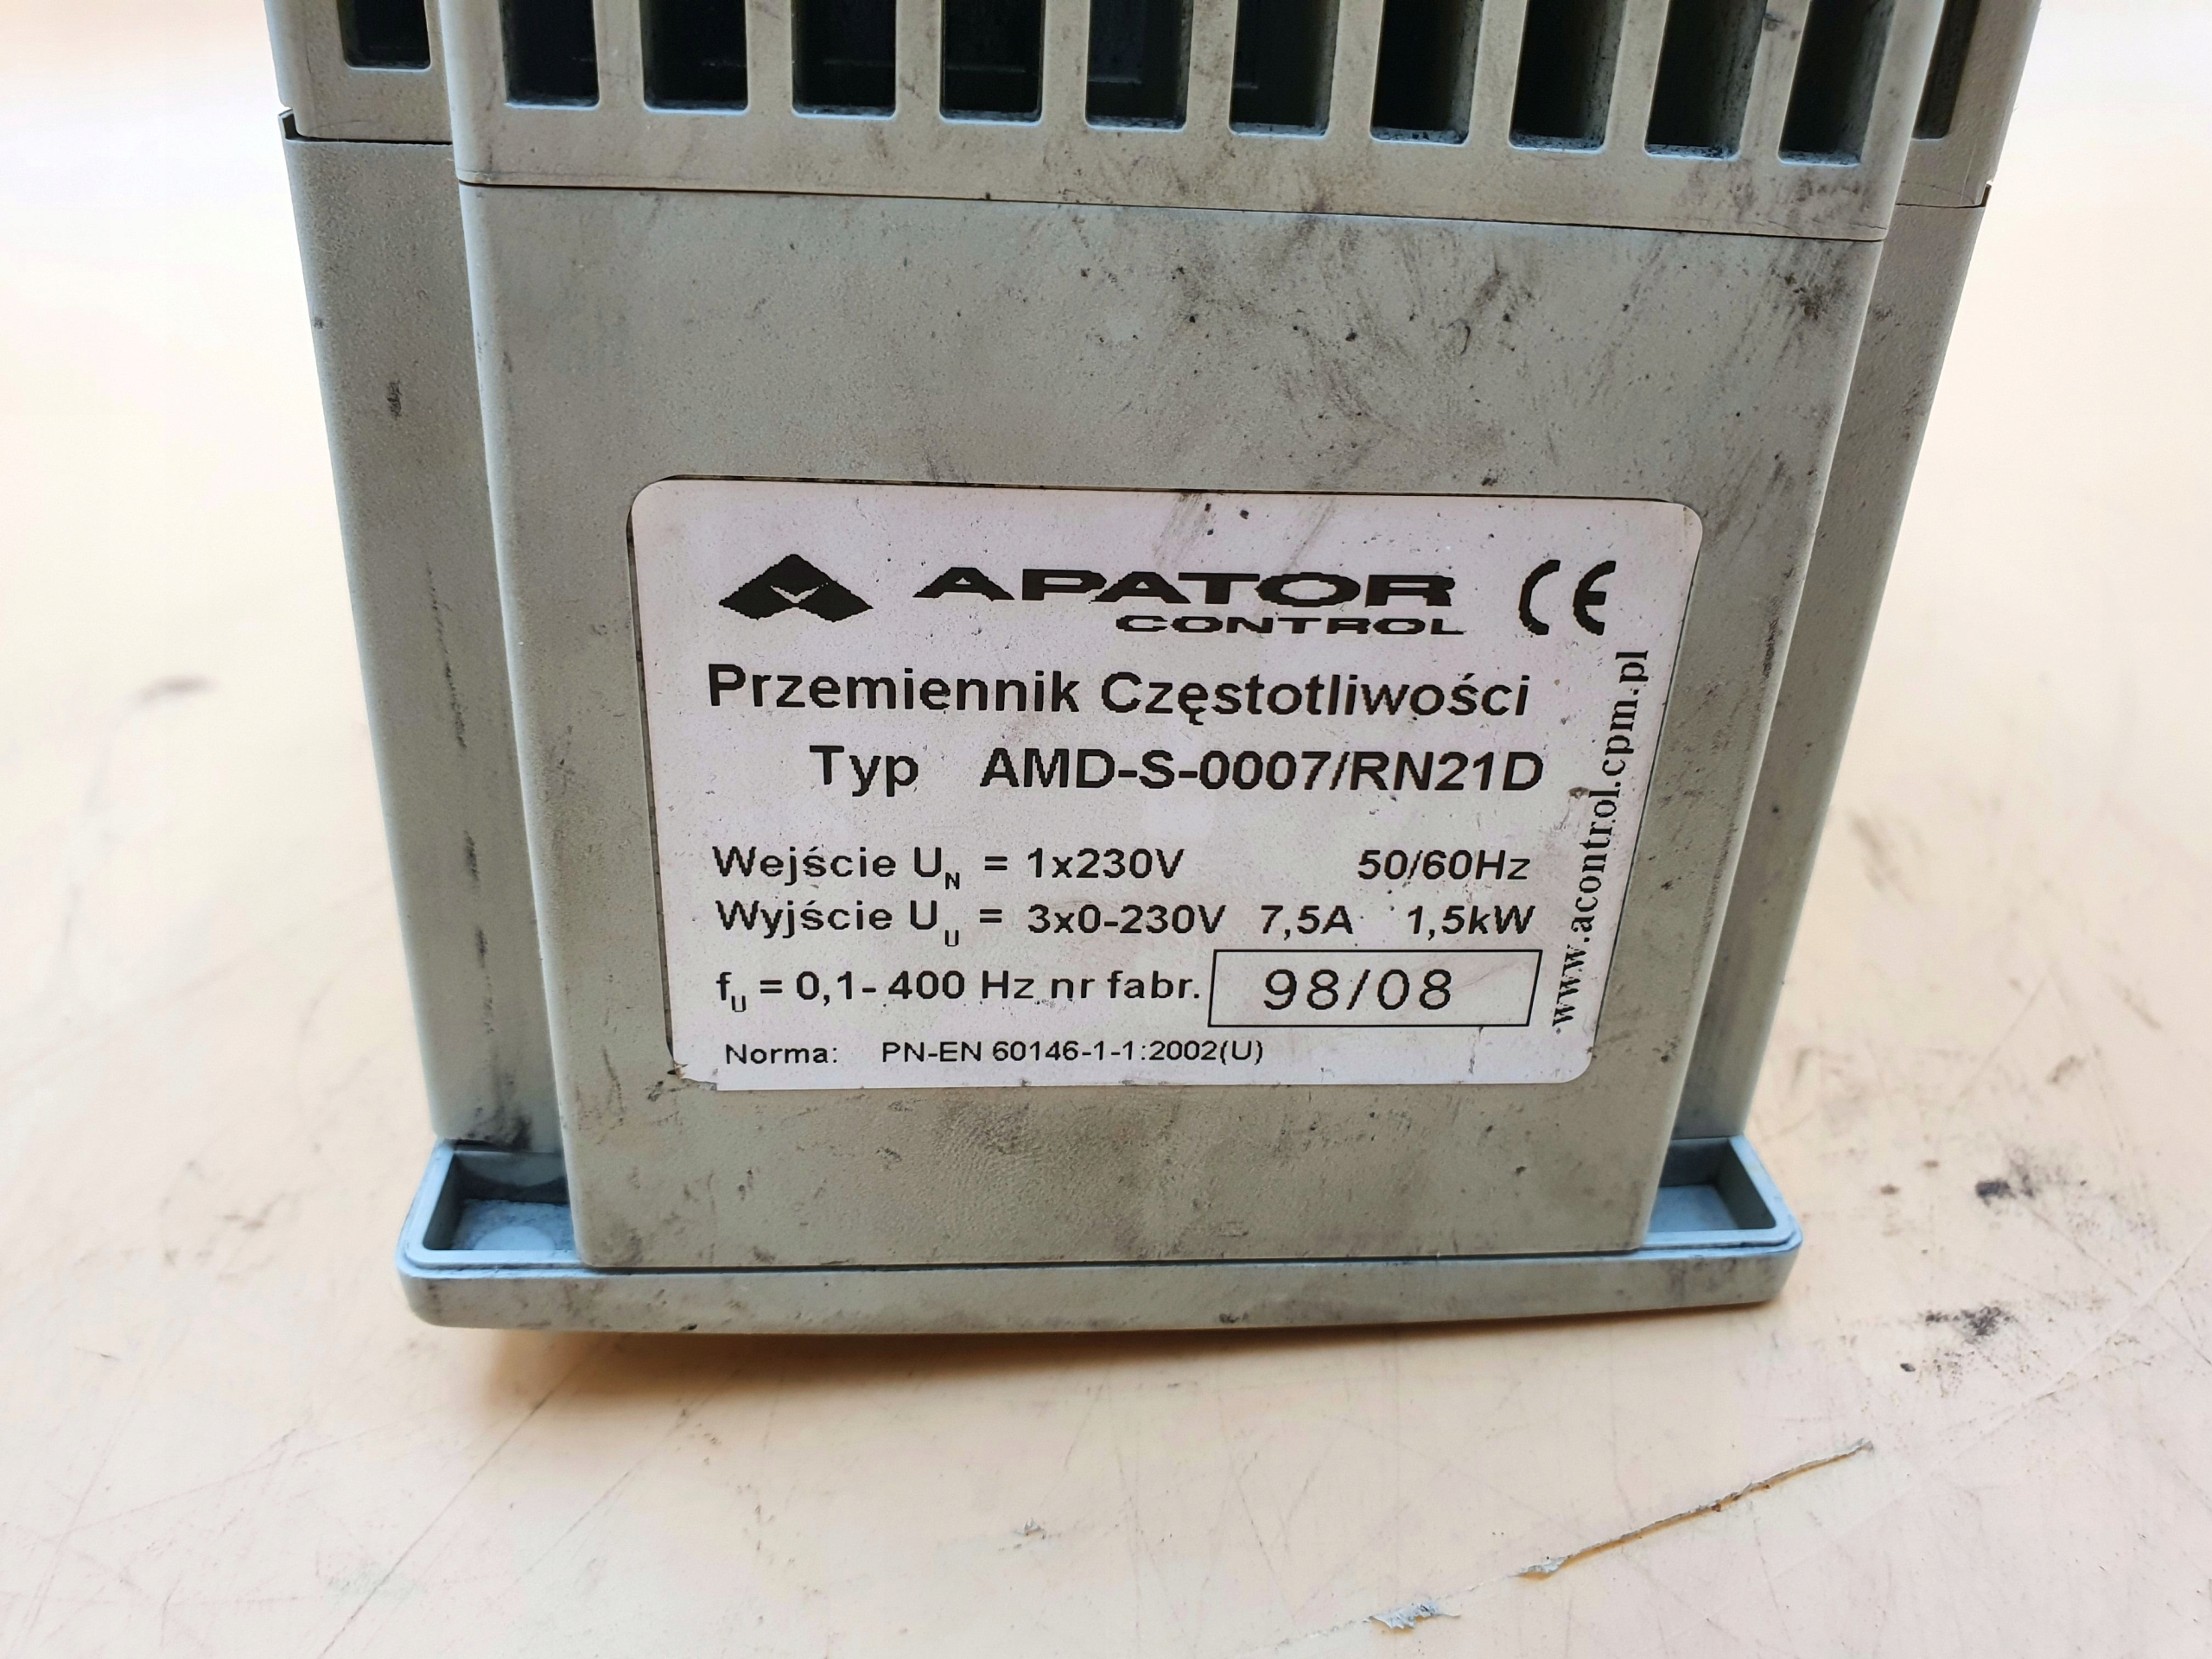 APATOR CE
CONTROL
Przemiennik Częstotliwości
Typ AMD-S-0007/RN21D
Wejście UN = 1x230V 50/60Hz
Wyjście UU = 3x0-230V 7,5A 1,5kW
fU = 0,1- 400 Hz nr fabr. 98/08
Norma: PN-EN 60146-1-1:2002(U)
www.acontrol.cpm.pl